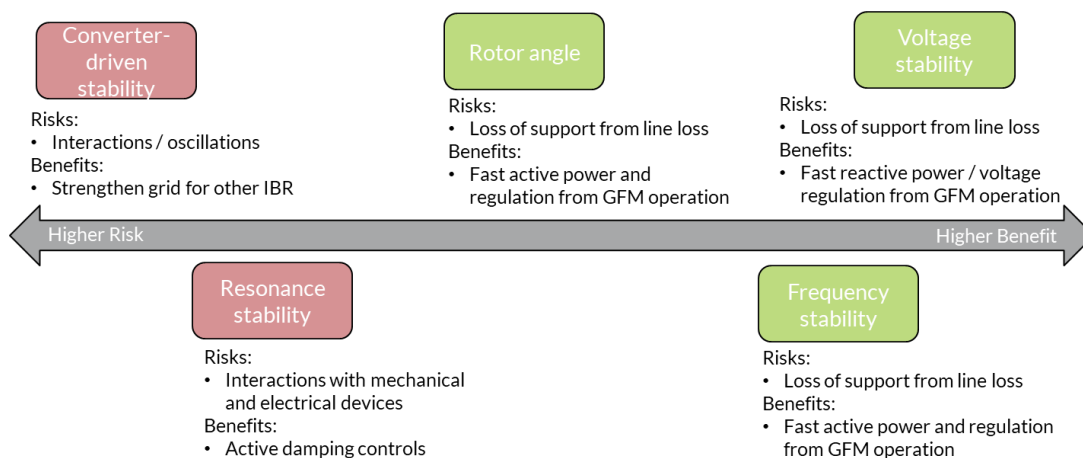 Converter-
driven
stability
Risks:
• Interactions / oscillations
Benefits:
• Strengthen grid for other IBR
Rotor angle
Risks:
• Loss of support from line loss
Benefits:
• Fast active power and
regulation from GFM operation
Voltage
stability
Risks:
• Loss of support from line loss
Benefits:
• Fast reactive power / voltage
regulation from GFM operation
Higher Risk
Higher Benefit
Resonance
stability
Risks:
• Interactions with mechanical
and electrical devices
Benefits:
• Active damping controls
Frequency
stability
Risks:
• Loss of support from line loss
Benefits:
• Fast active power and regulation
from GFM operation